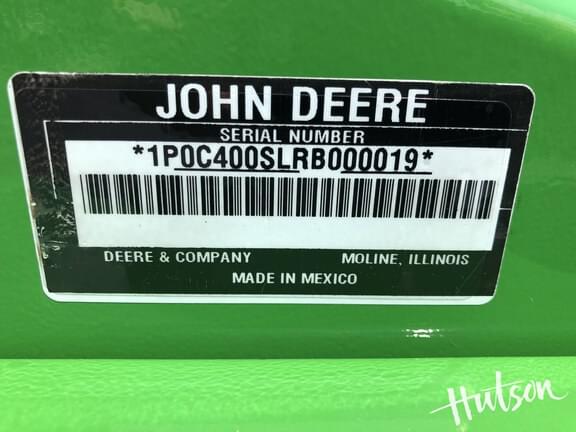 JOHN DEERE
SERIAL NUMBER
*1P0C400SLRB000019*
DEERE & COMPANY MOLINE, ILLINOIS
MADE IN MEXICO
Hutson